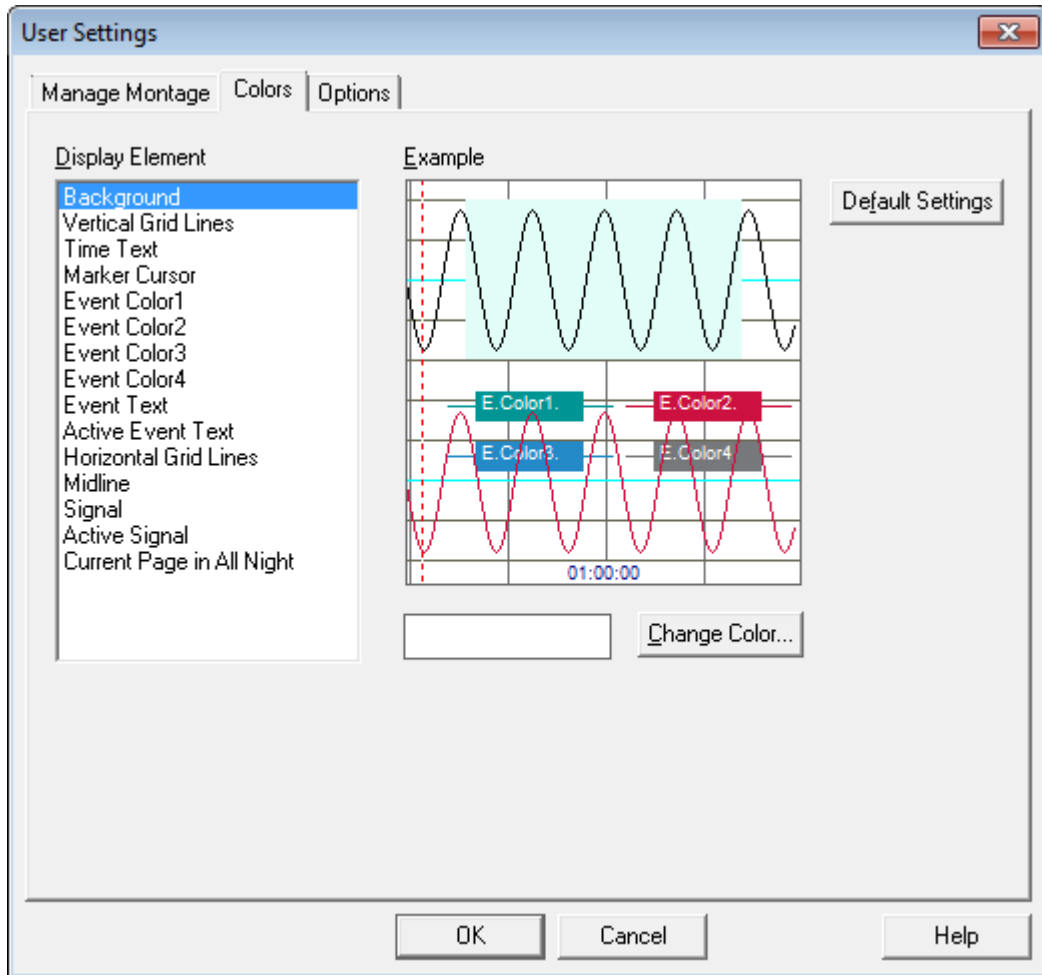 User Settings
Manage Montage Colors Options
Display Element
Background
Vertical Grid Lines
Time Text
Marker Cursor
Event Color1
Event Color2
Event Color3
Event Color4
Event Text
Active Event Text
Horizontal Grid Lines
Midline
Signal
Active Signal
Current Page in All Night
Example
E.Color1. E.Color2.
E.Color3. E.Color4
01:00:00
Change Color...
Default Settings
OK Cancel Help